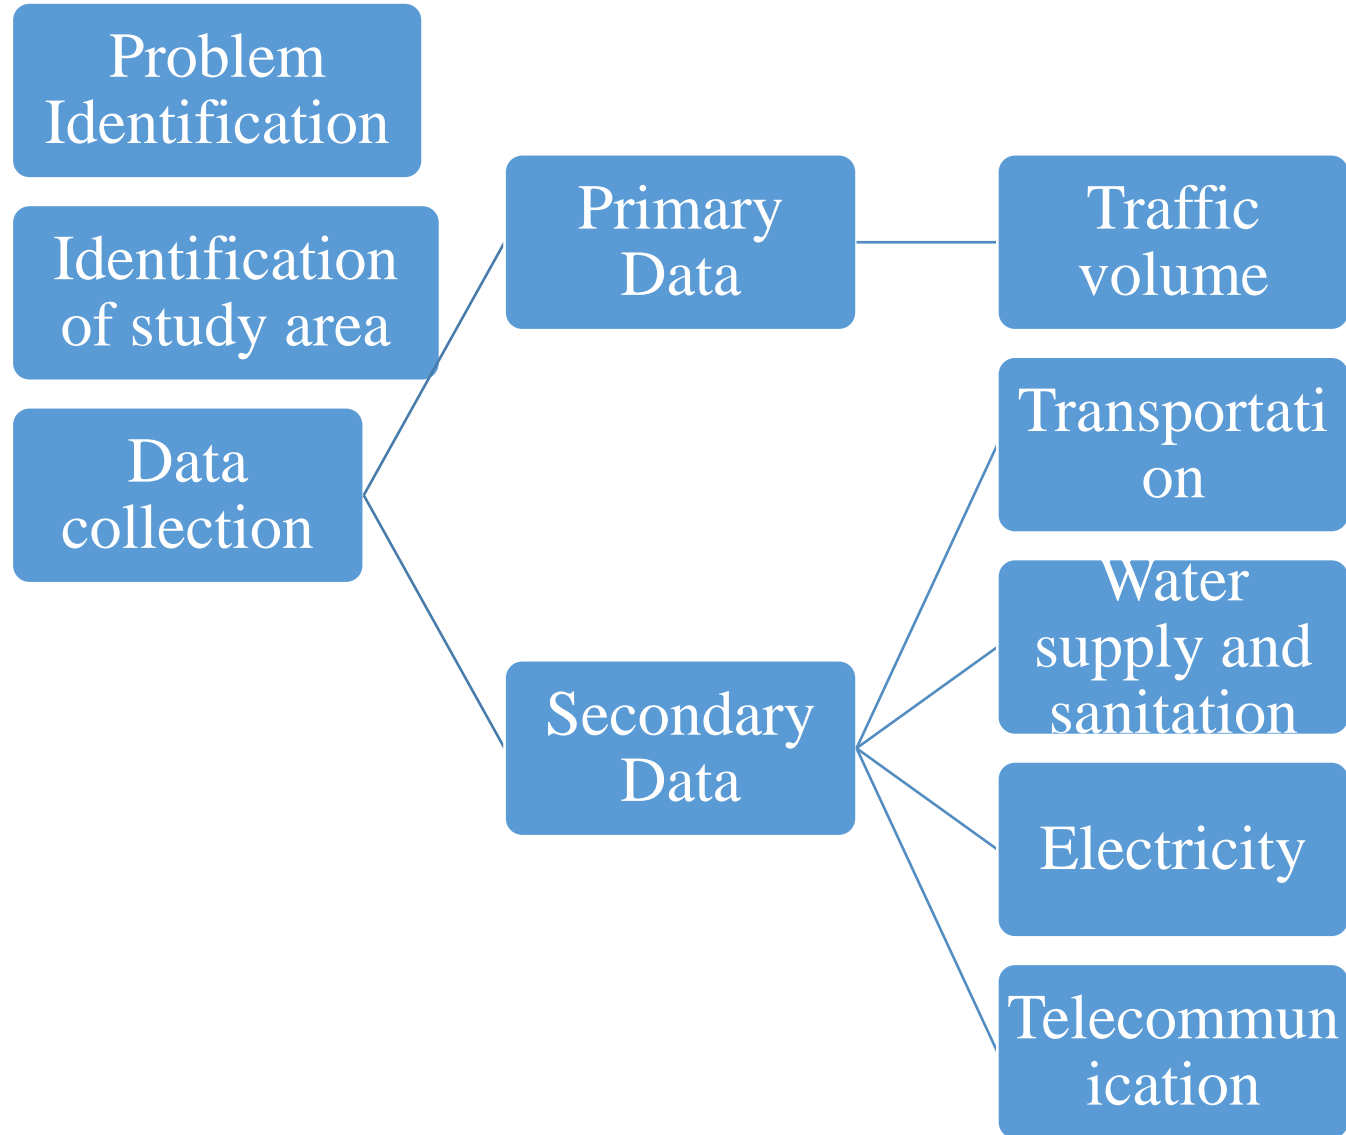 Problem
Identification
Identification
of study area
Data
collection
Primary
Data
Secondary
Data
Traffic
volume
Transportati
on
Water
supply and
sanitation
Electricity
Telecommun
ication